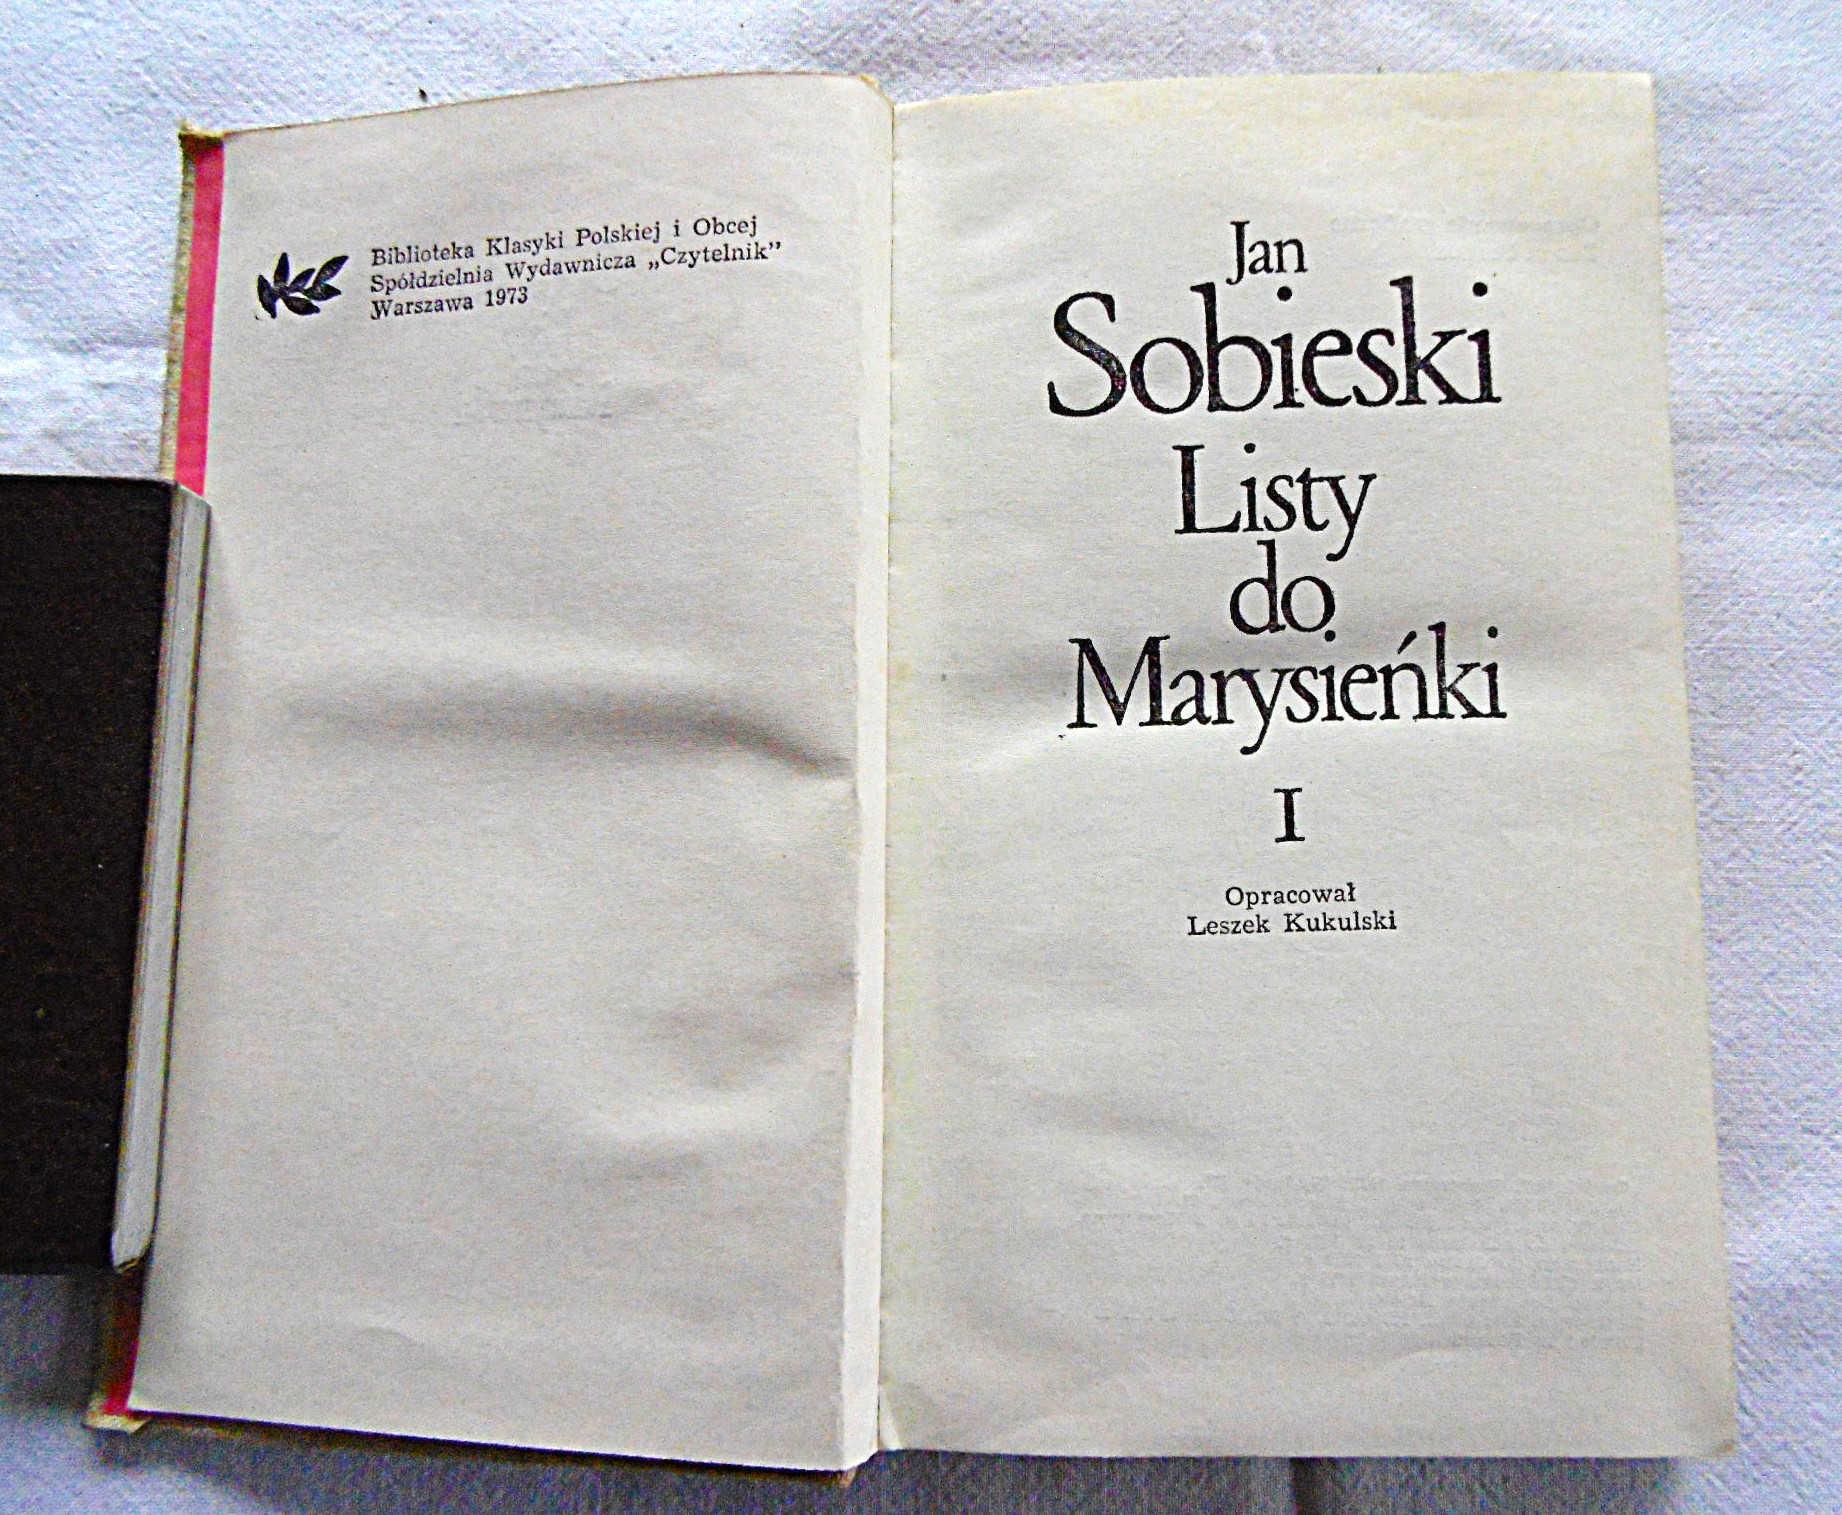 Biblioteka Klasyki Polskiej i Obcej
Spółdzielnia Wydawnicza „Czytelnik”
Warszawa 1973
Jan
Sobieski
Listy
do
Marysieńki
I
Opracował
Leszek Kukulski